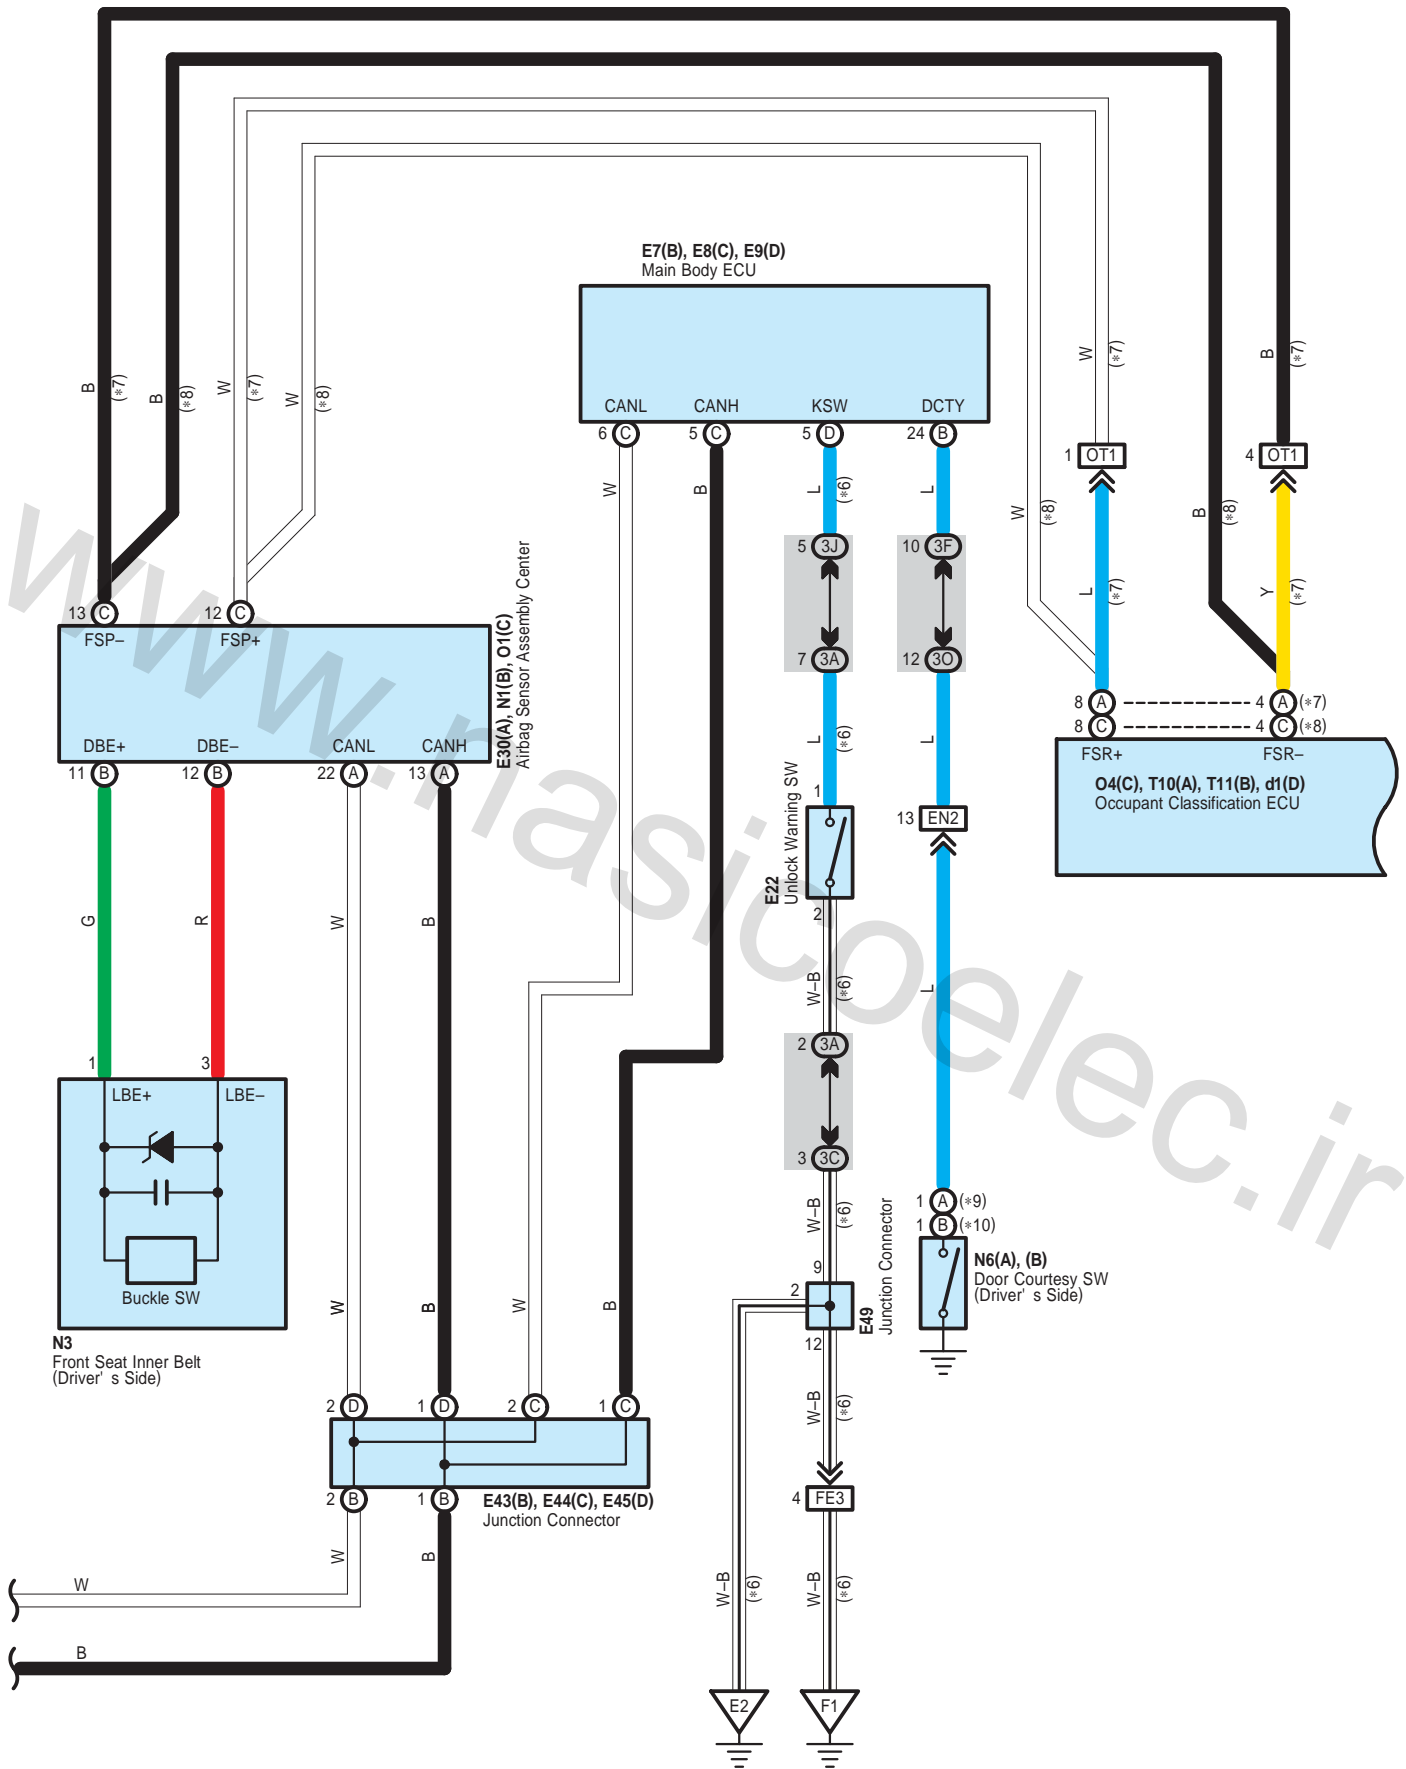 E7(B), E8(C), E9(D)
Main Body ECU
CANL
CANH
KSW
DCTY
6 C
5 C
5 D
24 B
B
(*7)
B
(*8)
W
(*7)
W
(*8)
W
(*7)
B
(*7)
1 OT1
4 OT1
W
B
L
(*6)
L
W
(*8)
B
(*8)
5 3J
10 3F
L
(*7)
Y
(*7)
13 C
12 C
FSP–
FSP+
E30(A), N1(B), O1(C)
Airbag Sensor Assembly Center
7 3A
12 3O
8 A
4 A (*7)
8 C
4 C (*8)
FSR+
FSR–
O4(C), T10(A), T11(B), d1(D)
Occupant Classification ECU
DBE+
DBE–
CANL
CANH
11 B
12 B
22 A
13 A
L
(*6)
L
1
E22
Unlock Warning SW
2
13 EN2
G
R
W
B
W–B
(*6)
L
2 3A
3 3C
1
3
LBE+
LBE–
Buckle SW
N3
Front Seat Inner Belt
(Driver' s Side)
W–B
(*6)
1 A (*9)
1 B (*10)
N6(A), (B)
Door Courtesy SW
(Driver' s Side)
9
2
12
E49
Junction Connector
W
B
W
B
2 D
1 D
2 C
1 C
W–B
(*6)
2 B
1 B
E43(B), E44(C), E45(D)
Junction Connector
4 FE3
W
B
W
B
W–B
(*6)
W–B
(*6)
E2
F1
www.nasicoelec.ir